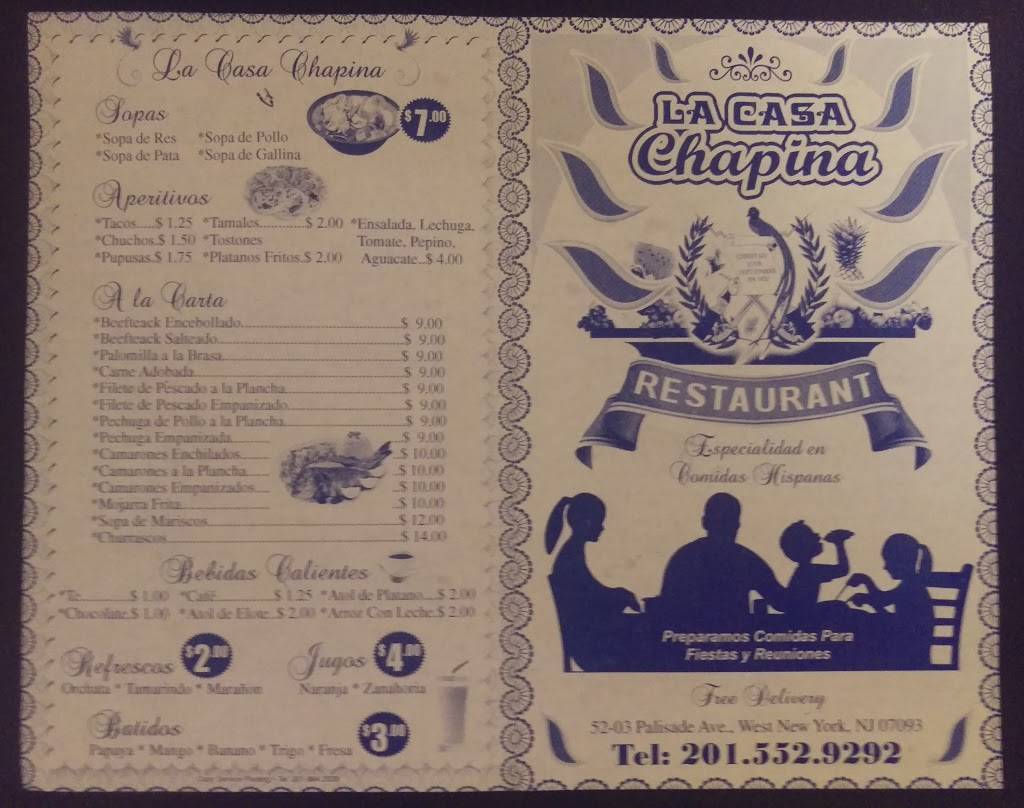 La Casa Chapina
Sopas
$7.00
*Sopa de Res *Sopa de Pollo
*Sopa de Pata *Sopa de Gallina
Aperitivos
*Tacos.....$ 1.25 *Tamales............$ 2.00 *Ensalada, Lechuga,
*Chuchos.$ 1.50 *Tostones Tomate, Pepino,
*Pupusas.$ 1.75 *Platanos Fritos.$ 2.00 Aguacate..$ 4.00
A la Carta
*Beefteack Encebollado................$ 9.00
*Beefteack Salteado................$ 9.00
*Palomilla a la Brasa................$ 9.00
*Carne Adobada................$ 9.00
*Filete de Pescado a la Plancha................$ 9.00
*Filete de Pescado Empanizado................$ 9.00
*Pechuga de Pollo a la Plancha................$ 9.00
*Pechuga Empanizada................$ 9.00
*Camarones Enchilados................$ 10.00
*Camarones a la Plancha................$ 10.00
*Camarones Empanizados................$ 10.00
*Mojarra Frita................$ 10.00
*Sopa de Mariscos................$ 12.00
*Churrascos................$ 14.00
Bebidas Calientes
*Te............$ 1.00 *Café............$ 1.25 *Atol de Platano...$ 2.00
*Chocolate.$ 1.00 *Atol de Elote..$ 2.00 *Arroz Con Leche.$ 2.00
Refrescos $2.00 Jugos $4.00
Orchata * Tamarindo * Marañon Naranja * Zanahoria
Batidos $3.00
Papaya * Mango * Banano * Trigo * Fresa
LA CASA
Chapina
RESTAURANT
Especialidad en
Comidas Hispanas
Preparamos Comidas Para
Fiestas y Reuniones
Free Delivery
52-03 Palisade Ave., West New York, NJ 07093
Tel: 201.552.9292